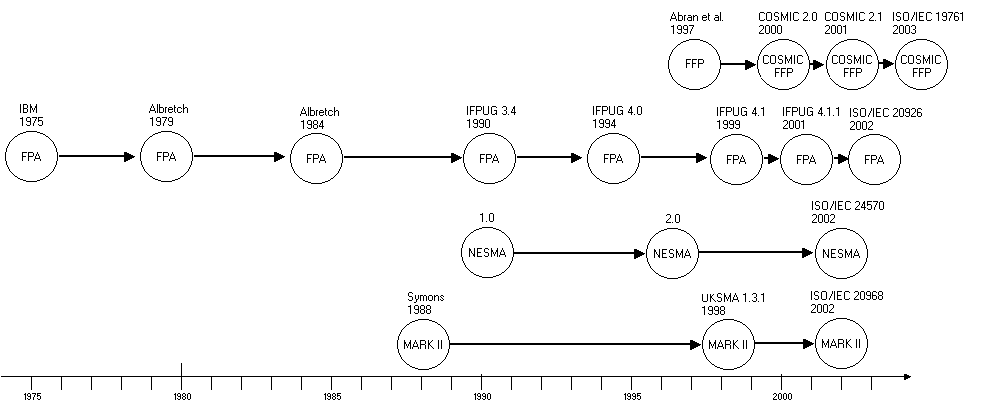 Abran et al.
1997
COSMIC 2.0
2000
COSMIC 2.1
2001
ISO/IEC 19761
2003
FFP
COSMIC
FFP
COSMIC
FFP
COSMIC
FFP
IBM
1975
Albretch
1979
Albretch
1984
IFPUG 3.4
1990
IFPUG 4.0
1994
IFPUG 4.1
1999
IFPUG 4.1.1
2001
ISO/IEC 20926
2002
FPA
FPA
FPA
FPA
FPA
FPA
FPA
FPA
1.0
2.0
ISO/IEC 24570
2002
NESMA
NESMA
NESMA
Symons
1988
UKSMA 1.3.1
1998
ISO/IEC 20968
2002
MARK II
MARK II
MARK II
1975
1980
1985
1990
1995
2000